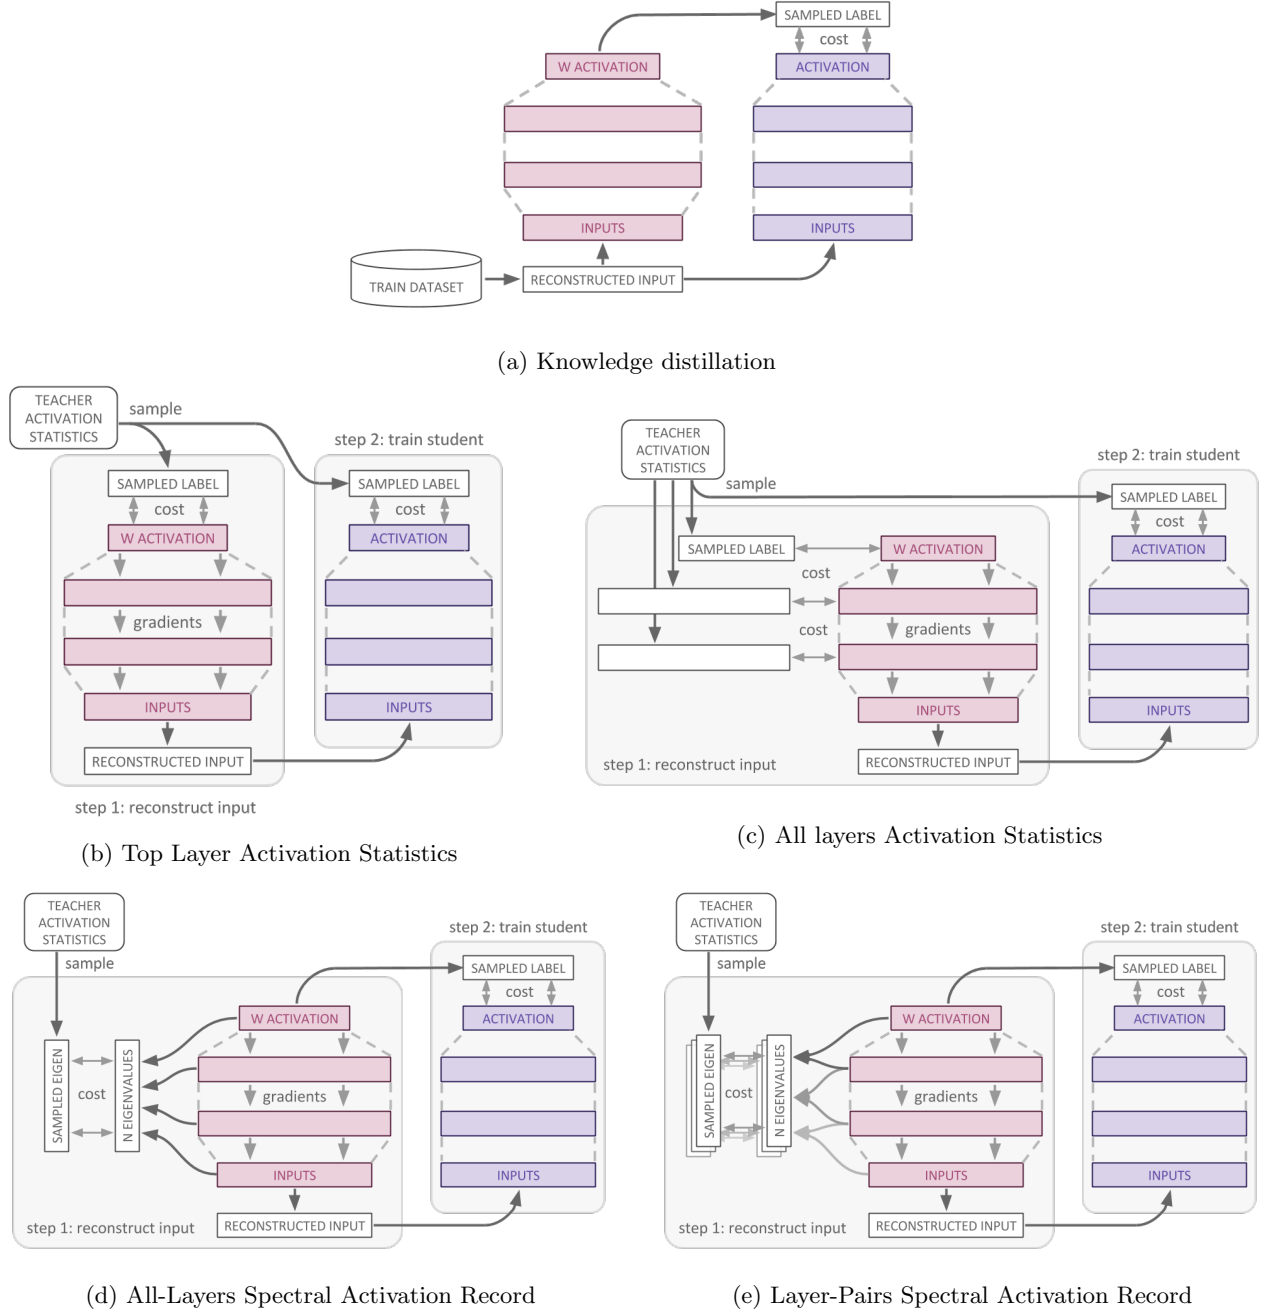 SAMPLED LABEL
cost
W ACTIVATION
ACTIVATION
INPUTS
INPUTS
TRAIN DATASET
RECONSTRUCTED INPUT
(a) Knowledge distillation
TEACHER
ACTIVATION
STATISTICS
sample
step 2: train student
SAMPLED LABEL
SAMPLED LABEL
cost
cost
W ACTIVATION
ACTIVATION
gradients
INPUTS
INPUTS
RECONSTRUCTED INPUT
step 1: reconstruct input
(b) Top Layer Activation Statistics
TEACHER
ACTIVATION
STATISTICS
sample
step 2: train student
SAMPLED LABEL
cost
SAMPLED LABEL
W ACTIVATION
ACTIVATION
cost
cost
gradients
INPUTS
INPUTS
RECONSTRUCTED INPUT
step 1: reconstruct input
(c) All layers Activation Statistics
TEACHER
ACTIVATION
STATISTICS
sample
step 2: train student
SAMPLED LABEL
cost
W ACTIVATION
ACTIVATION
SAMPLED EIGEN
cost
N EIGENVALUES
gradients
INPUTS
INPUTS
RECONSTRUCTED INPUT
step 1: reconstruct input
(d) All-Layers Spectral Activation Record
TEACHER
ACTIVATION
STATISTICS
sample
step 2: train student
SAMPLED LABEL
cost
W ACTIVATION
ACTIVATION
SAMPLED EIGEN
cost
N EIGENVALUES
gradients
INPUTS
INPUTS
RECONSTRUCTED INPUT
step 1: reconstruct input
(e) Layer-Pairs Spectral Activation Record